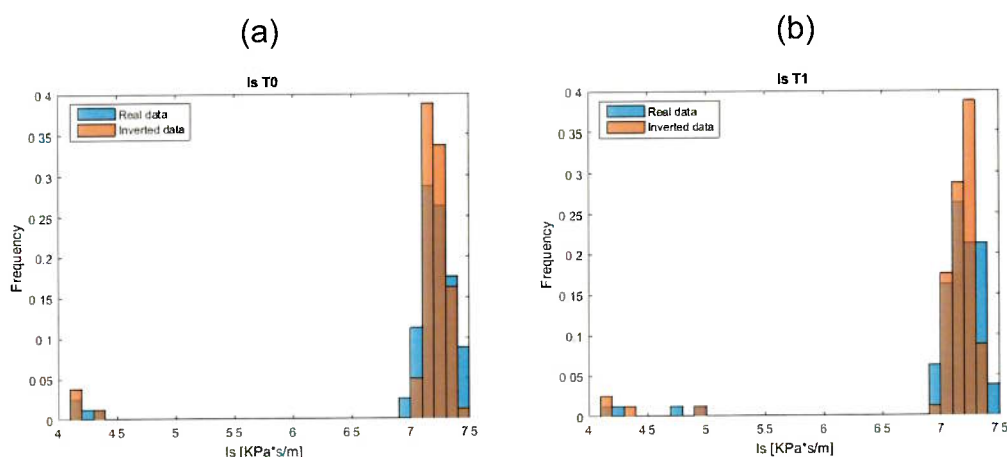 (a)
Is T0
0 4
0 35
0 3
0 25
0 2
0 15
0 1
0 05
0
Frequency
Real data
Inverted data
4
4 5
5
5 5
6
6 5
7
7 5
Is [KPa*s/m]
(b)
Is T1
0 4
0 35
0 3
0 25
0 2
0 15
0 1
0 05
0
Frequency
Real data
Inverted data
4
4 5
5
5 5
6
6 5
7
7 5
Is [KPa*s/m]